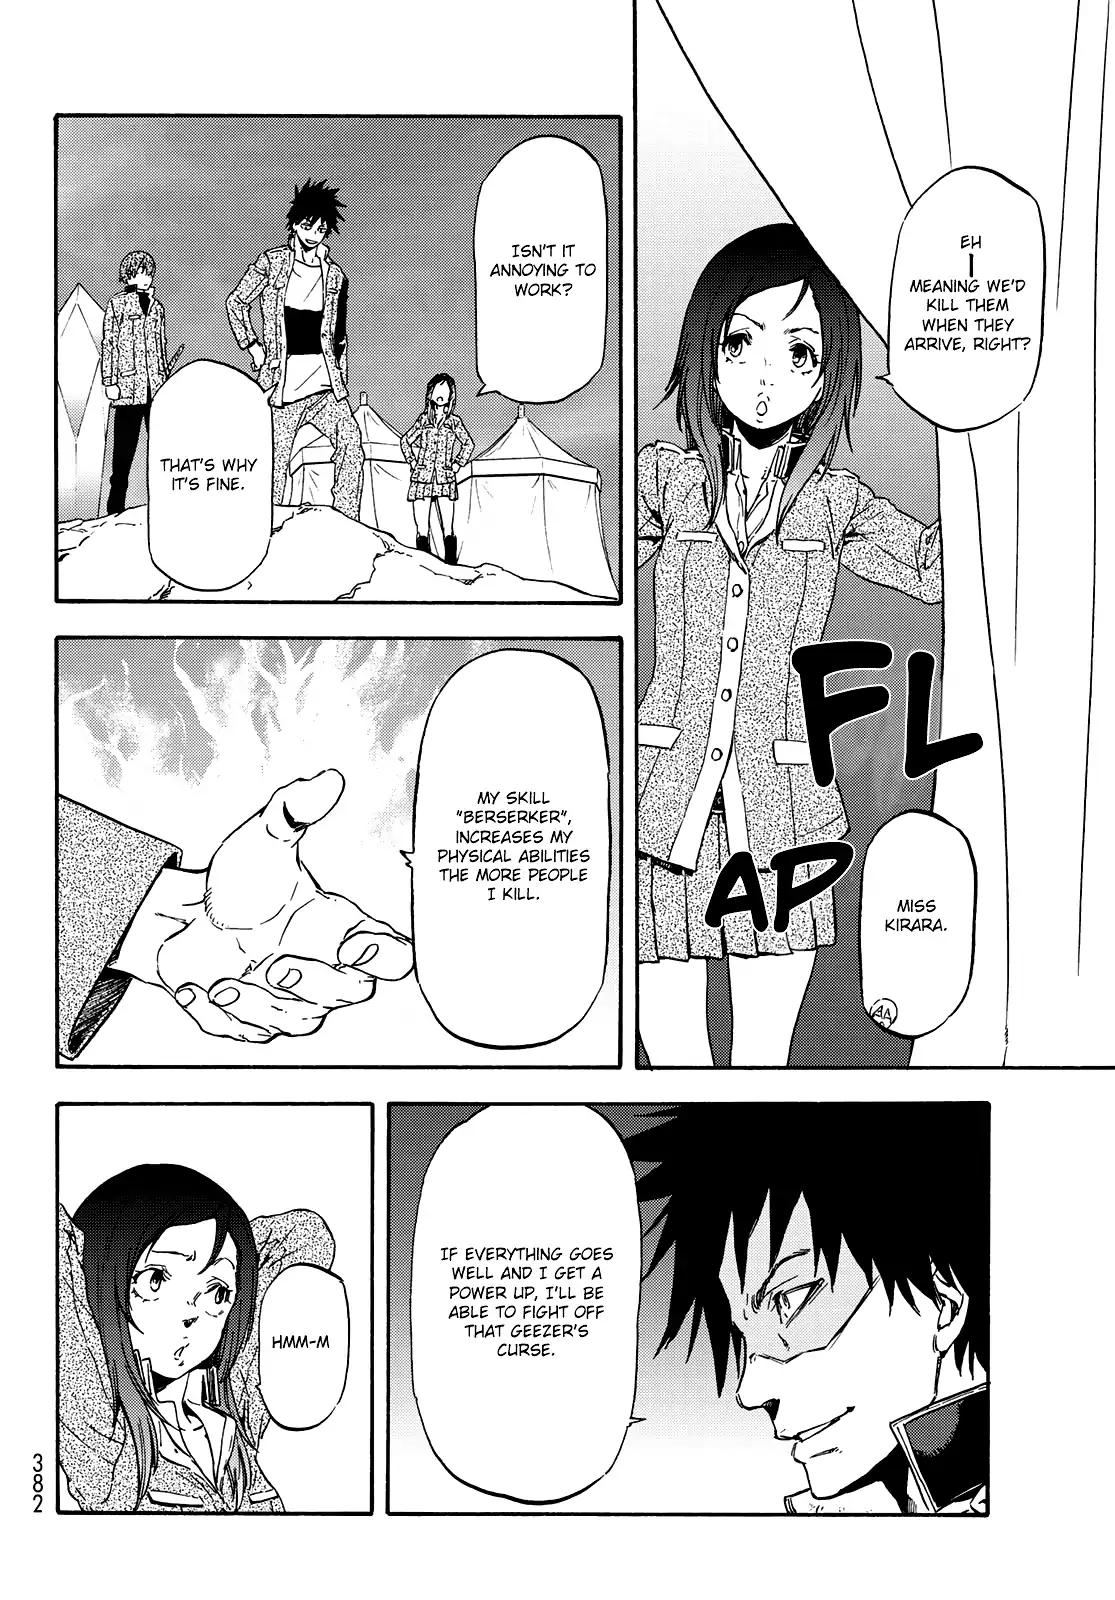 EH
—
MEANING WE'D
KILL THEM
WHEN THEY
ARRIVE, RIGHT?
FL
AP
MISS
KIRARA.
ISN'T IT
ANNOYING TO
WORK?
THAT'S WHY
IT'S FINE.
MY SKILL
"BERSERKER",
INCREASES MY
PHYSICAL ABILITIES
THE MORE PEOPLE
I KILL.
IF EVERYTHING GOES
WELL AND I GET A
POWER UP, I'LL BE
ABLE TO FIGHT OFF
THAT GEEZER'S
CURSE.
HMM-M
382